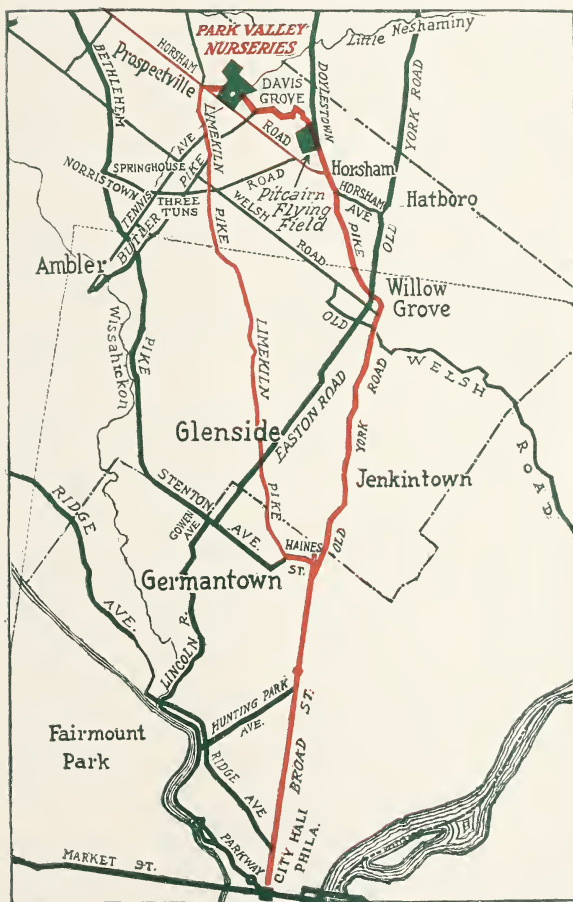 PARK VALLEY
NURSERIES
Little Neshaminy
HORSHAM
Prospectville
BETHLEHEM
DAVIS
GROVE
DOYLESTOWN
YORK ROAD
LYMEKILN
ROAD
AVE
SPRINGHOUSE
NORRISTOWN
TENNIS
PIKE
ROAD
Horsham
THREE
TUNS
BUTLER
PIKE
WELSH
ROAD
Pitcairn
Flying
Field
HORSHAM
AVE
Hatboro
OLD
PIKE
Ambler
Willow
Grove
OLD
Wissahickon
PIKE
LIMEKILN
EASTON ROAD
ROAD
WELSH
ROAD
Glenside
YORK
Jenkintown
RIDGE
STENTON
AVE.
GOWEN
AVE
PIKE
HAINES
ST.
OLD
Germantown
AVE.
LINCOLN R.
HUNTING PARK
AVE.
ST.
Fairmount
Park
RIDGE
AVE
BROAD
MARKET ST.
PARKWAY
CITY HALL
PHILA.